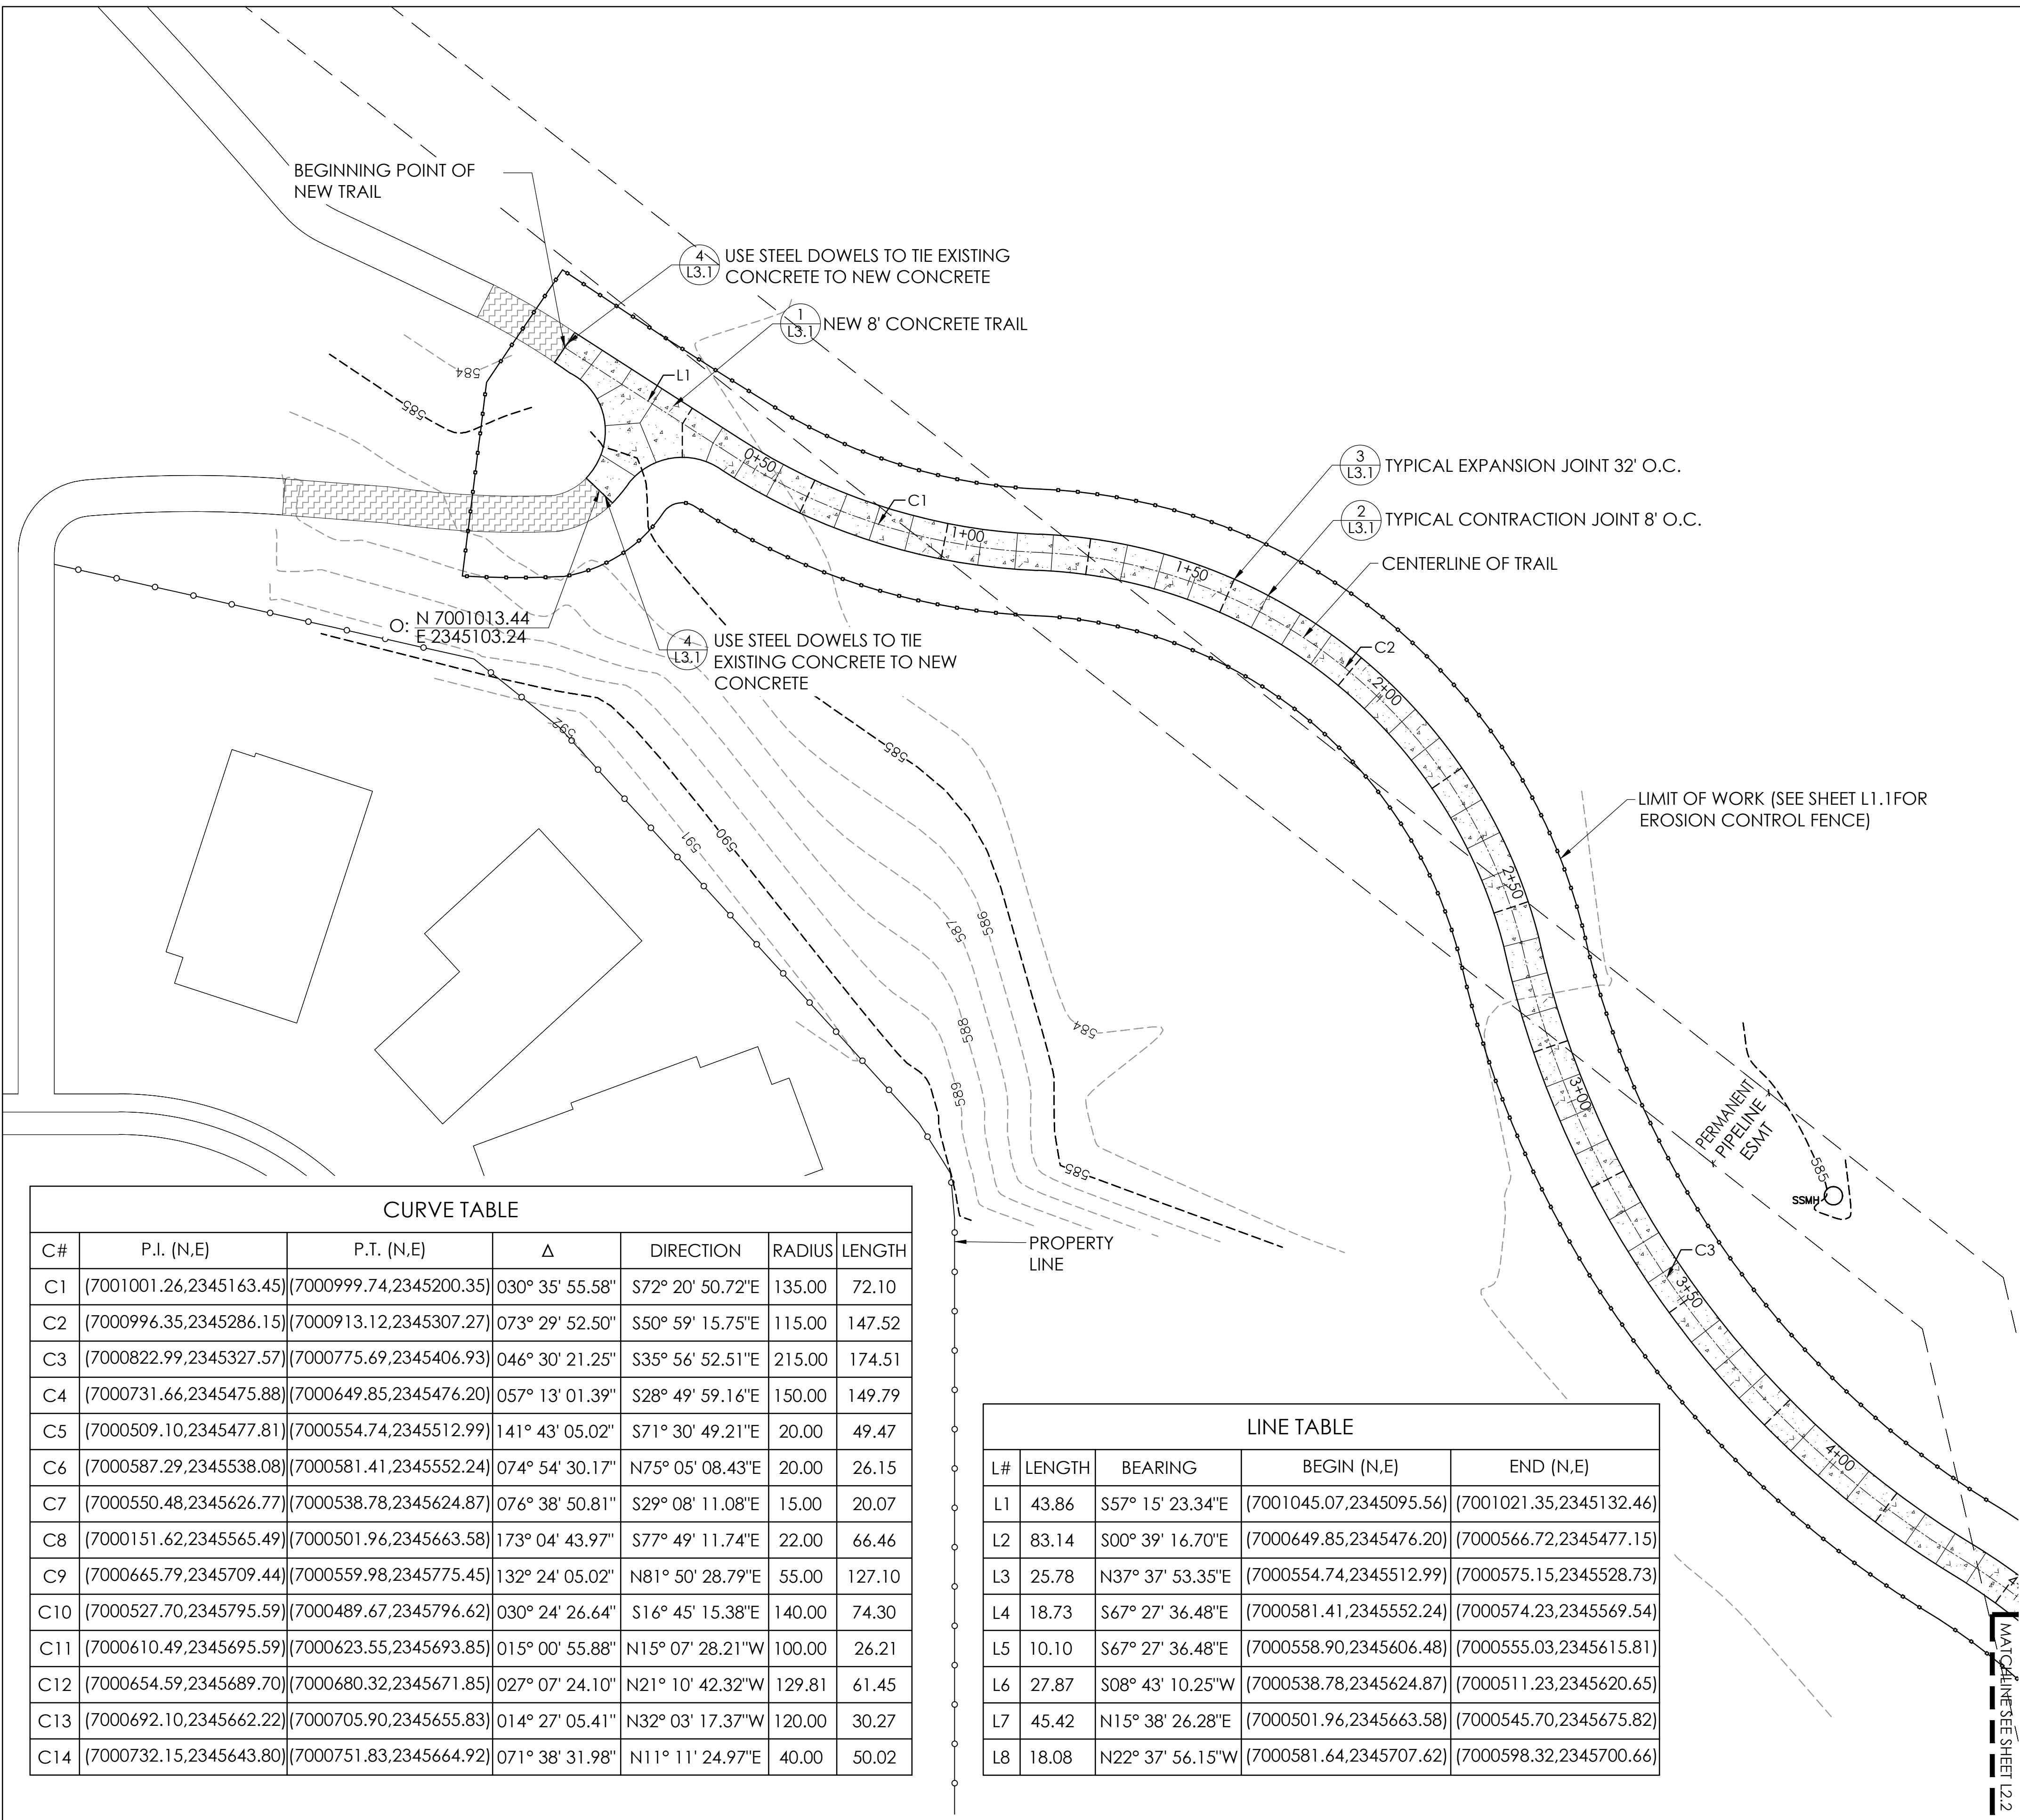 BEGINNING POINT OF
NEW TRAIL
4
L3.1
USE STEEL DOWELS TO TIE EXISTING
CONCRETE TO NEW CONCRETE
1
L3.1
NEW 8' CONCRETE TRAIL
L1
584
585
0+50
C1
1+00
1+50
3
L3.1
TYPICAL EXPANSION JOINT 32' O.C.
2
L3.1
TYPICAL CONTRACTION JOINT 8' O.C.
CENTERLINE OF TRAIL
C2
2+00
O: N 7001013.44
E 2345103.24
4
L3.1
USE STEEL DOWELS TO TIE
EXISTING CONCRETE TO NEW
CONCRETE
592
585
590
591
LIMIT OF WORK (SEE SHEET L1.1FOR
EROSION CONTROL FENCE)
2+50
586
587
588
584
589
585
3+00
PERMANENT
PIPELINE
ESMT
585
SSMH
C3
3+50
4+00
PROPERTY
LINE
CURVE TABLE
C# P.I. (N,E) P.T. (N,E) Δ DIRECTION RADIUS LENGTH
C1 (7001001.26,2345163.45) (7000999.74,2345200.35) 030° 35' 55.58" S72° 20' 50.72"E 135.00 72.10
C2 (7000996.35,2345286.15) (7000913.12,2345307.27) 073° 29' 52.50" S50° 59' 15.75"E 115.00 147.52
C3 (7000822.99,2345327.57) (7000775.69,2345406.93) 046° 30' 21.25" S35° 56' 52.51"E 215.00 174.51
C4 (7000731.66,2345475.88) (7000649.85,2345476.20) 057° 13' 01.39" S28° 49' 59.16"E 150.00 149.79
C5 (7000509.10,2345477.81) (7000554.74,2345512.99) 141° 43' 05.02" S71° 30' 49.21"E 20.00 49.47
C6 (7000587.29,2345538.08) (7000581.41,2345552.24) 074° 54' 30.17" N75° 05' 08.43"E 20.00 26.15
C7 (7000550.48,2345626.77) (7000538.78,2345624.87) 076° 38' 50.81" S29° 08' 11.08"E 15.00 20.07
C8 (7000151.62,2345565.49) (7000501.96,2345663.58) 173° 04' 43.97" S77° 49' 11.74"E 22.00 66.46
C9 (7000665.79,2345709.44) (7000559.98,2345775.45) 132° 24' 05.02" N81° 50' 28.79"E 55.00 127.10
C10 (7000527.70,2345795.59) (7000489.67,2345796.62) 030° 24' 26.64" S16° 45' 15.38"E 140.00 74.30
C11 (7000610.49,2345695.59) (7000623.55,2345693.85) 015° 00' 55.88" N15° 07' 28.21"W 100.00 26.21
C12 (7000654.59,2345689.70) (7000680.32,2345671.85) 027° 07' 24.10" N21° 10' 42.32"W 129.81 61.45
C13 (7000692.10,2345662.22) (7000705.90,2345655.83) 014° 27' 05.41" N32° 03' 17.37"W 120.00 30.27
C14 (7000732.15,2345643.80) (7000751.83,2345664.92) 071° 38' 31.98" N11° 11' 24.97"E 40.00 50.02
LINE TABLE
L# LENGTH BEARING BEGIN (N,E) END (N,E)
L1 43.86 S57° 15' 23.34"E (7001045.07,2345095.56) (7001021.35,2345132.46)
L2 83.14 S00° 39' 16.70"E (7000649.85,2345476.20) (7000566.72,2345477.15)
L3 25.78 N37° 37' 53.35"E (7000554.74,2345512.99) (7000575.15,2345528.73)
L4 18.73 S67° 27' 36.48"E (7000581.41,2345552.24) (7000574.23,2345569.54)
L5 10.10 S67° 27' 36.48"E (7000558.90,2345606.48) (7000555.03,2345615.81)
L6 27.87 S08° 43' 10.25"W (7000538.78,2345624.87) (7000511.23,2345620.65)
L7 45.42 N15° 38' 26.28"E (7000501.96,2345663.58) (7000545.70,2345675.82)
L8 18.08 N22° 37' 56.15"W (7000581.64,2345707.62) (7000598.32,2345700.66)
MATCHLINE SEE SHEET L2.2